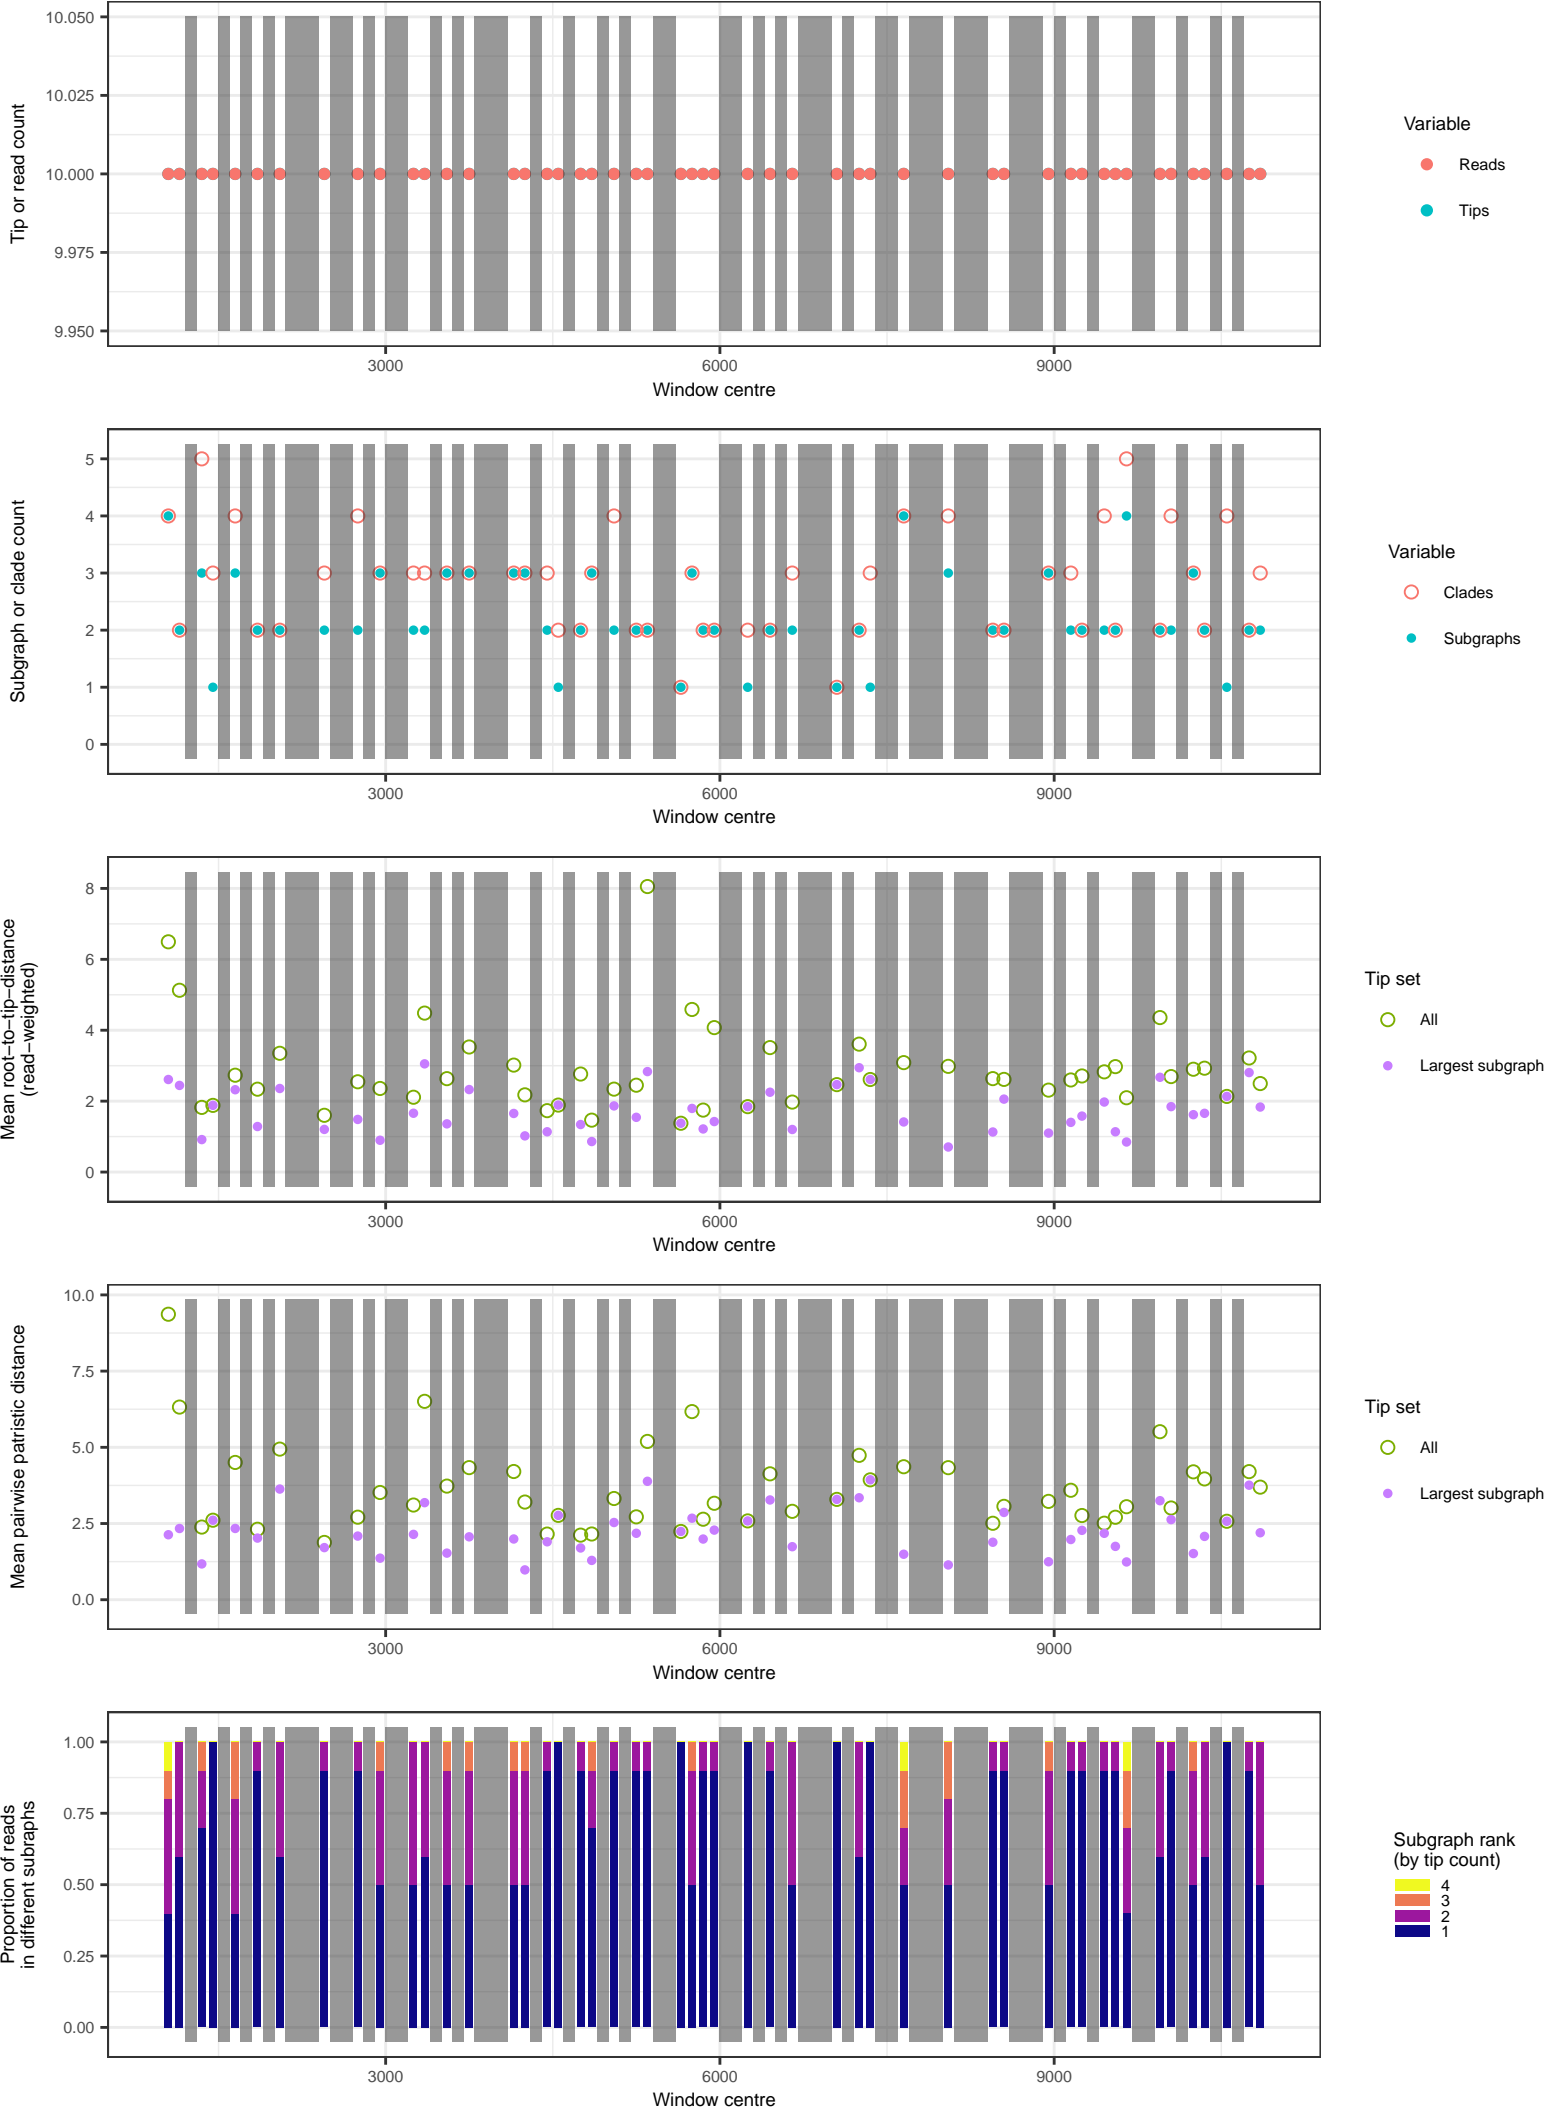 10.050
10.025
10.000
9.975
9.950
Tip or read count
3000 6000 9000
Window centre
Variable
Reads
Tips
5
4
3
2
1
0
Subgraph or clade count
3000 6000 9000
Window centre
Variable
Clades
Subgraphs
8
6
4
2
0
Mean root−to−tip−distance
(read−weighted)
3000 6000 9000
Window centre
Tip set
All
Largest subgraph
10.0
7.5
5.0
2.5
0.0
Mean pairwise patristic distance
3000 6000 9000
Window centre
Tip set
All
Largest subgraph
1.00
0.75
0.50
0.25
0.00
Proportion of reads
in different subraphs
3000 6000 9000
Window centre
Subgraph rank
(by tip count)
4
3
2
1